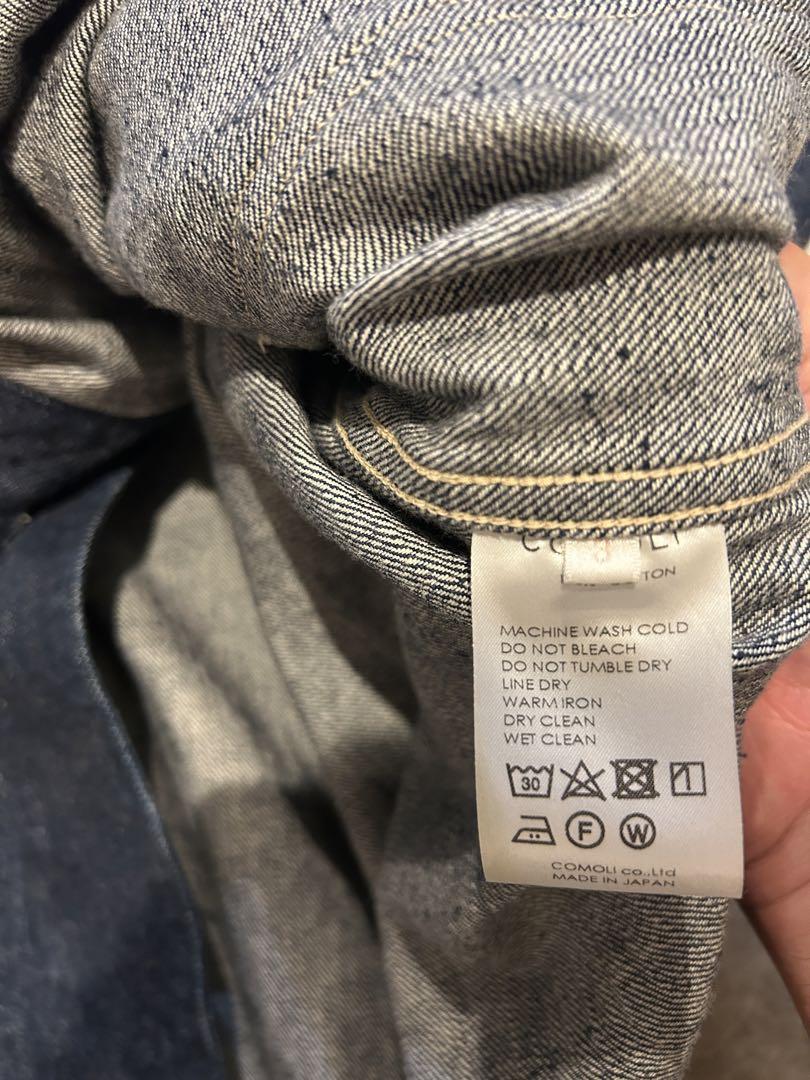 TON
MACHINE WASH COLD
DO NOT BLEACH
DO NOT TUMBLE DRY
LINE DRY
WARM IRON
DRY CLEAN
WET CLEAN
30
F W
COMOLI co.,Ltd
MADE IN JAPAN